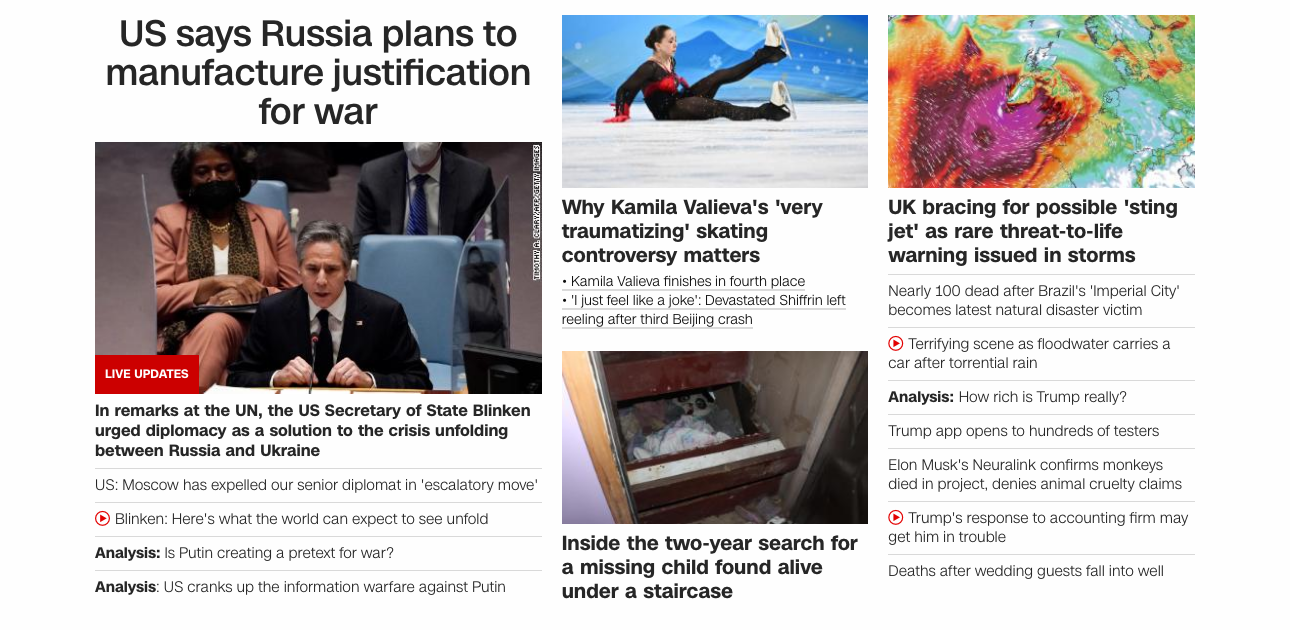 US says Russia plans to
manufacture justification
for war
TIMOTHY A. CLARY/AFP/GETTY IMAGES
LIVE UPDATES
In remarks at the UN, the US Secretary of State Blinken
urged diplomacy as a solution to the crisis unfolding
between Russia and Ukraine
US: Moscow has expelled our senior diplomat in 'escalatory move'
Blinken: Here's what the world can expect to see unfold
Analysis: Is Putin creating a pretext for war?
Analysis: US cranks up the information warfare against Putin
Why Kamila Valieva's 'very
traumatizing' skating
controversy matters
• Kamila Valieva finishes in fourth place
• 'I just feel like a joke': Devastated Shiffrin left
reeling after third Beijing crash
Inside the two-year search for
a missing child found alive
under a staircase
UK bracing for possible 'sting
jet' as rare threat-to-life
warning issued in storms
Nearly 100 dead after Brazil's 'Imperial City'
becomes latest natural disaster victim
Terrifying scene as floodwater carries a
car after torrential rain
Analysis: How rich is Trump really?
Trump app opens to hundreds of testers
Elon Musk's Neuralink confirms monkeys
died in project, denies animal cruelty claims
Trump's response to accounting firm may
get him in trouble
Deaths after wedding guests fall into well